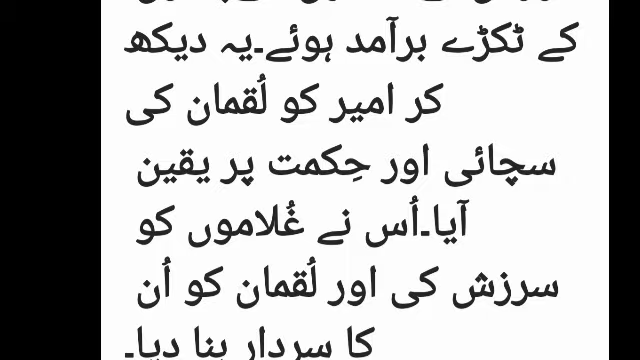 کے ٹکڑے برآمد ہوئے۔یہ دیکھ
کر امیر کو لُقمان کی
سچائی اور حِکمت پر یقین
آیا۔اُس نے غُلاموں کو
سرزش کی اور لُقمان کو اُن
کا سردار بنا دیا۔